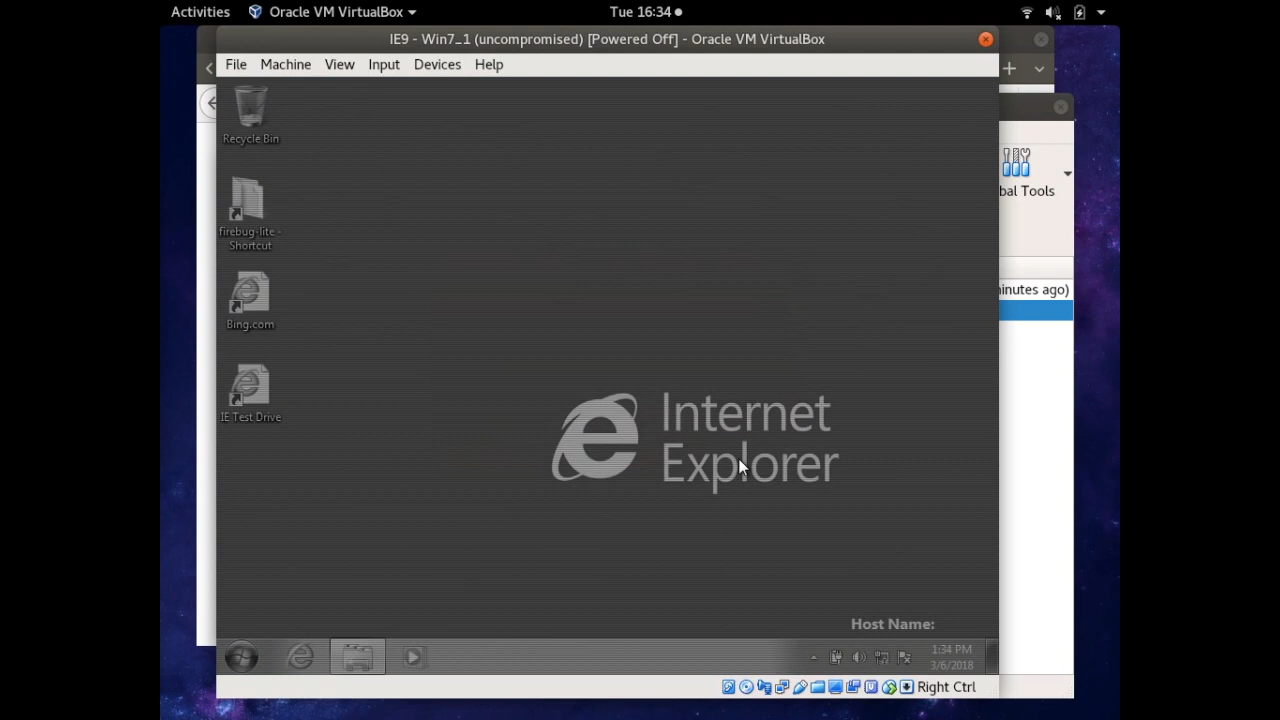 Activities Oracle VM VirtualBox Tue 16:34
IE9 - Win7_1 (uncompromised) [Powered Off] - Oracle VM VirtualBox
File Machine View Input Devices Help
Recycle Bin
bal Tools
firebug-lite -
Shortcut
inutes ago)
Bing.com
IE Test Drive
Internet
Explorer
Host Name:
1:34 PM
3/6/2018
Right Ctrl